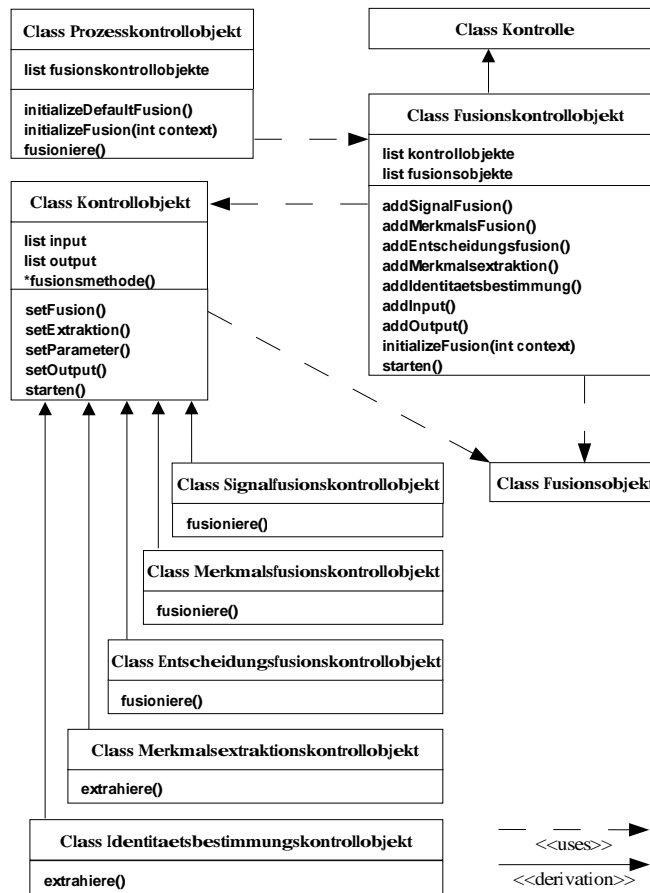 Class Prozesskontrollobjekt
list fusionskontrollobjekte
initializeDefaultFusion()
initializeFusion(int context)
fusioniere()
Class Kontrolle
Class Fusionskontrollobjekt
list kontrollobjekte
list fusionsobjekte
addSignalFusion()
addMerkmalsFusion()
addEntscheidungsfusion()
addMerkmalsextraktion()
addIdentitaetsbestimmung()
addInput()
addOutput()
initializeFusion(int context)
starten()
Class Kontrollobjekt
list input
list output
*fusionsmethode()
setFusion()
setExtraktion()
setParameter()
setOutput()
starten()
Class Fusionsobjekt
Class Signalfusionskontrollobjekt
fusioniere()
Class Merkmalsfusionskontrollobjekt
fusioniere()
Class Entscheidungsfusionskontrollobjekt
fusioniere()
Class Merkmalsextraktionskontrollobjekt
extrahiere()
Class Identitaetsbestimmungskontrollobjekt
extrahiere()
<<uses>>
<<derivation>>